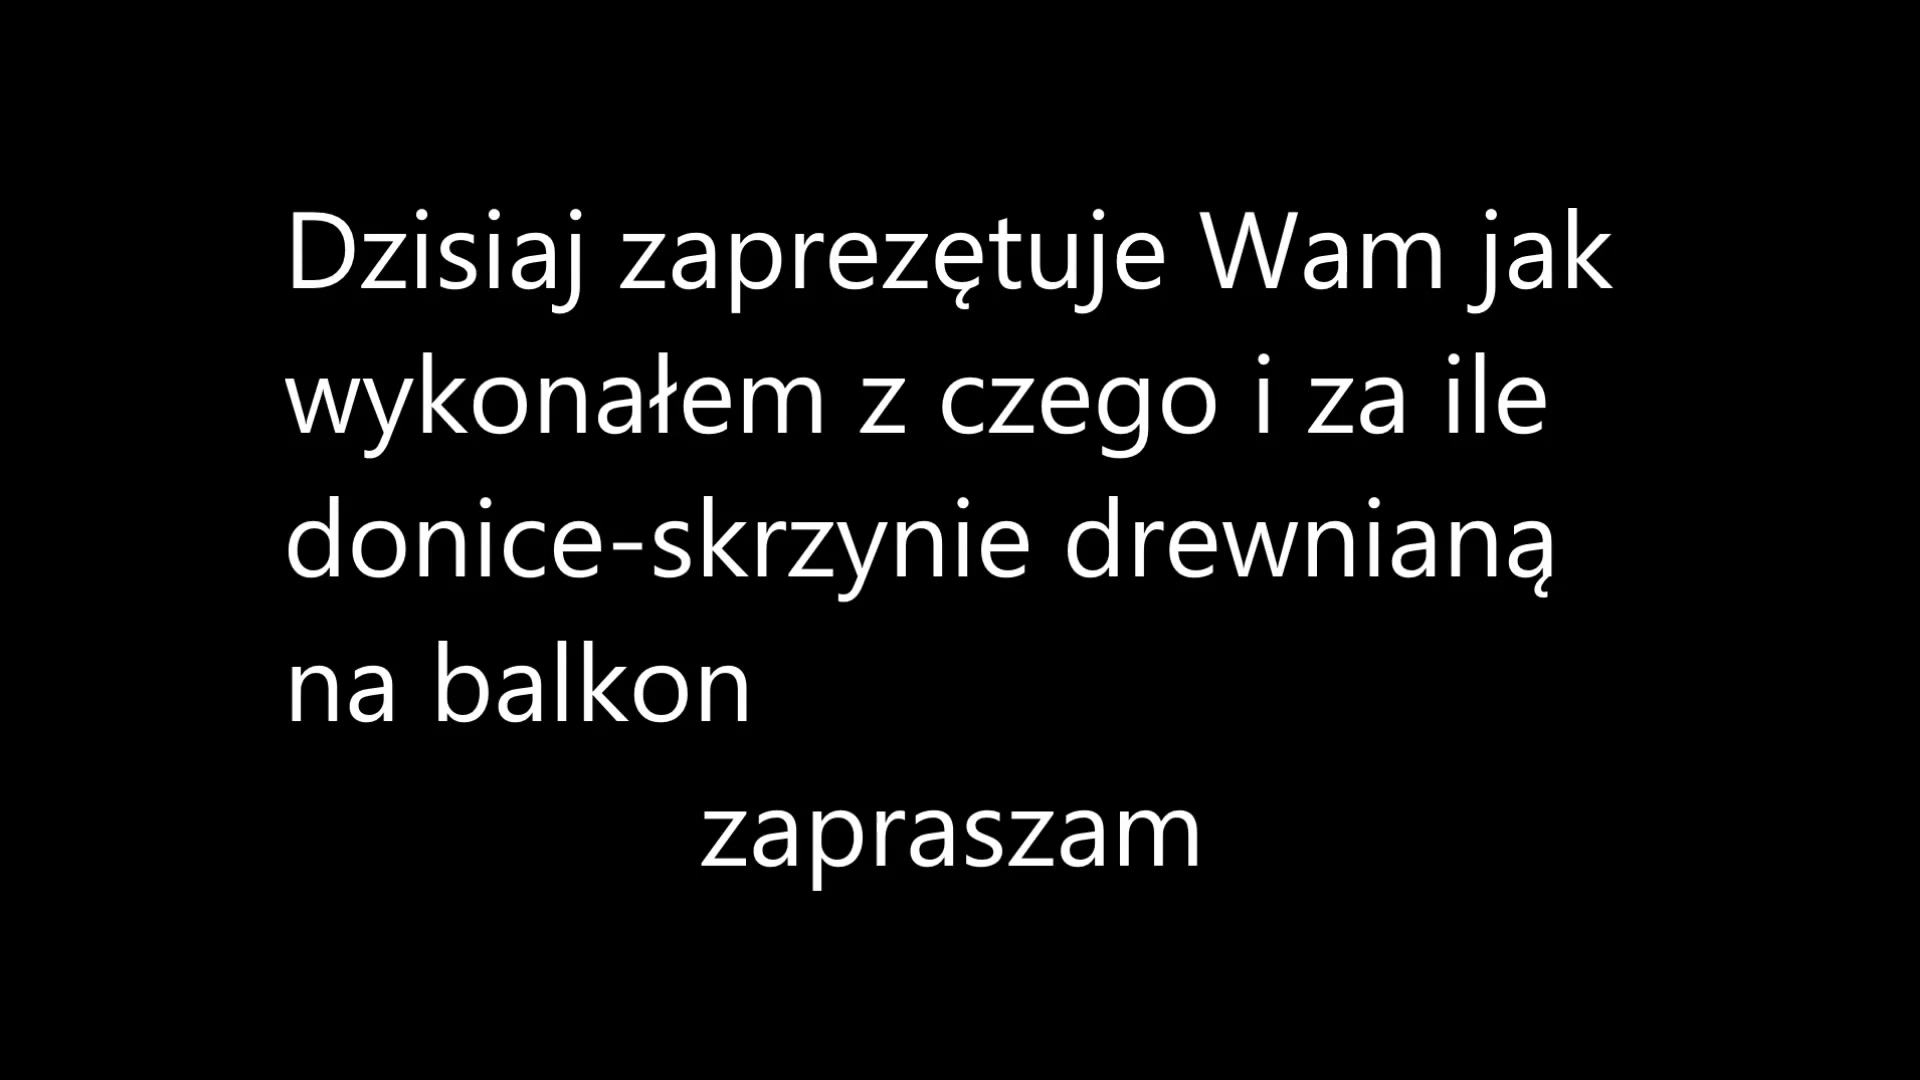 Dzisiaj zaprezętuje Wam jak
wykonałem z czego i za ile
donice-skrzynie drewnianą
na balkon
zapraszam